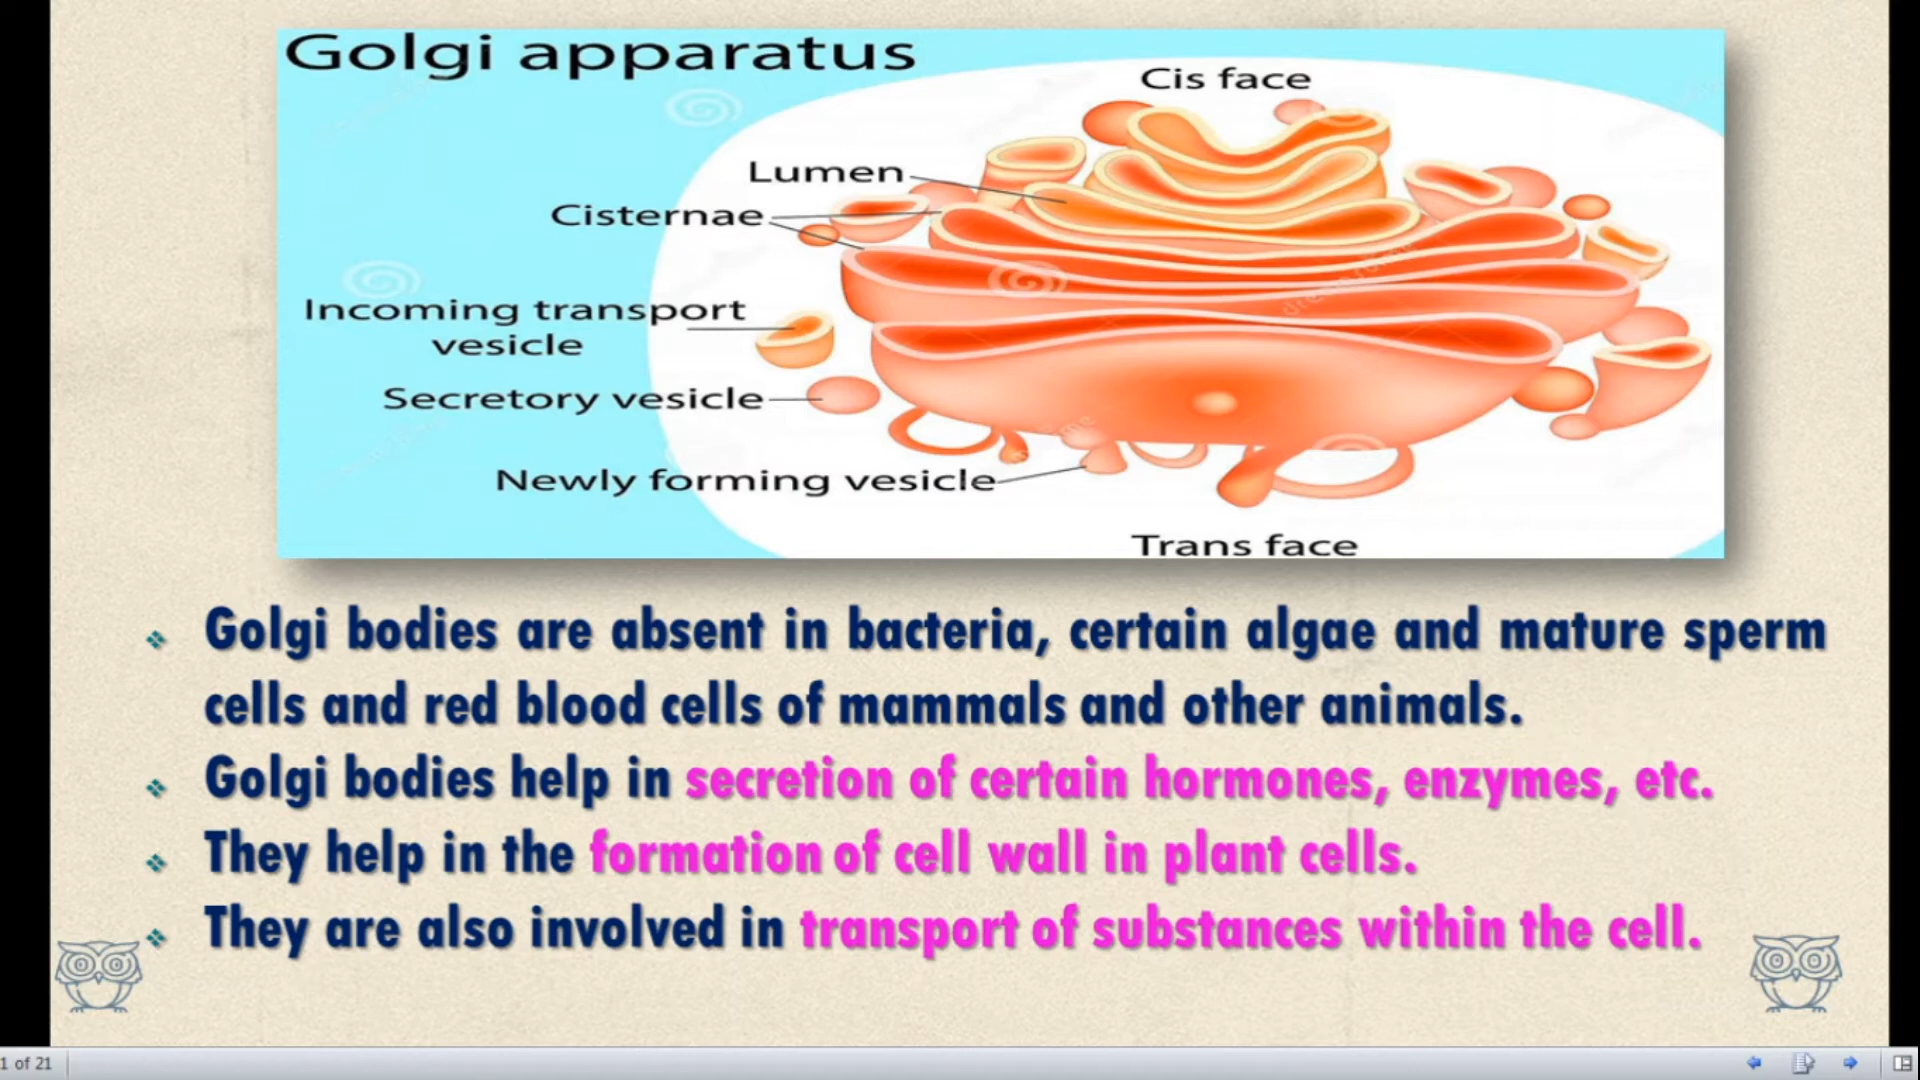 Golgi apparatus
Cis face
Lumen
Cisternae
Incoming transport
vesicle
Secretory vesicle
Newly forming vesicle
Trans face
Golgi bodies are absent in bacteria, certain algae and mature sperm
cells and red blood cells of mammals and other animals.
Golgi bodies help in secretion of certain hormones, enzymes, etc.
They help in the formation of cell wall in plant cells.
They are also involved in transport of substances within the cell.
1 of 21